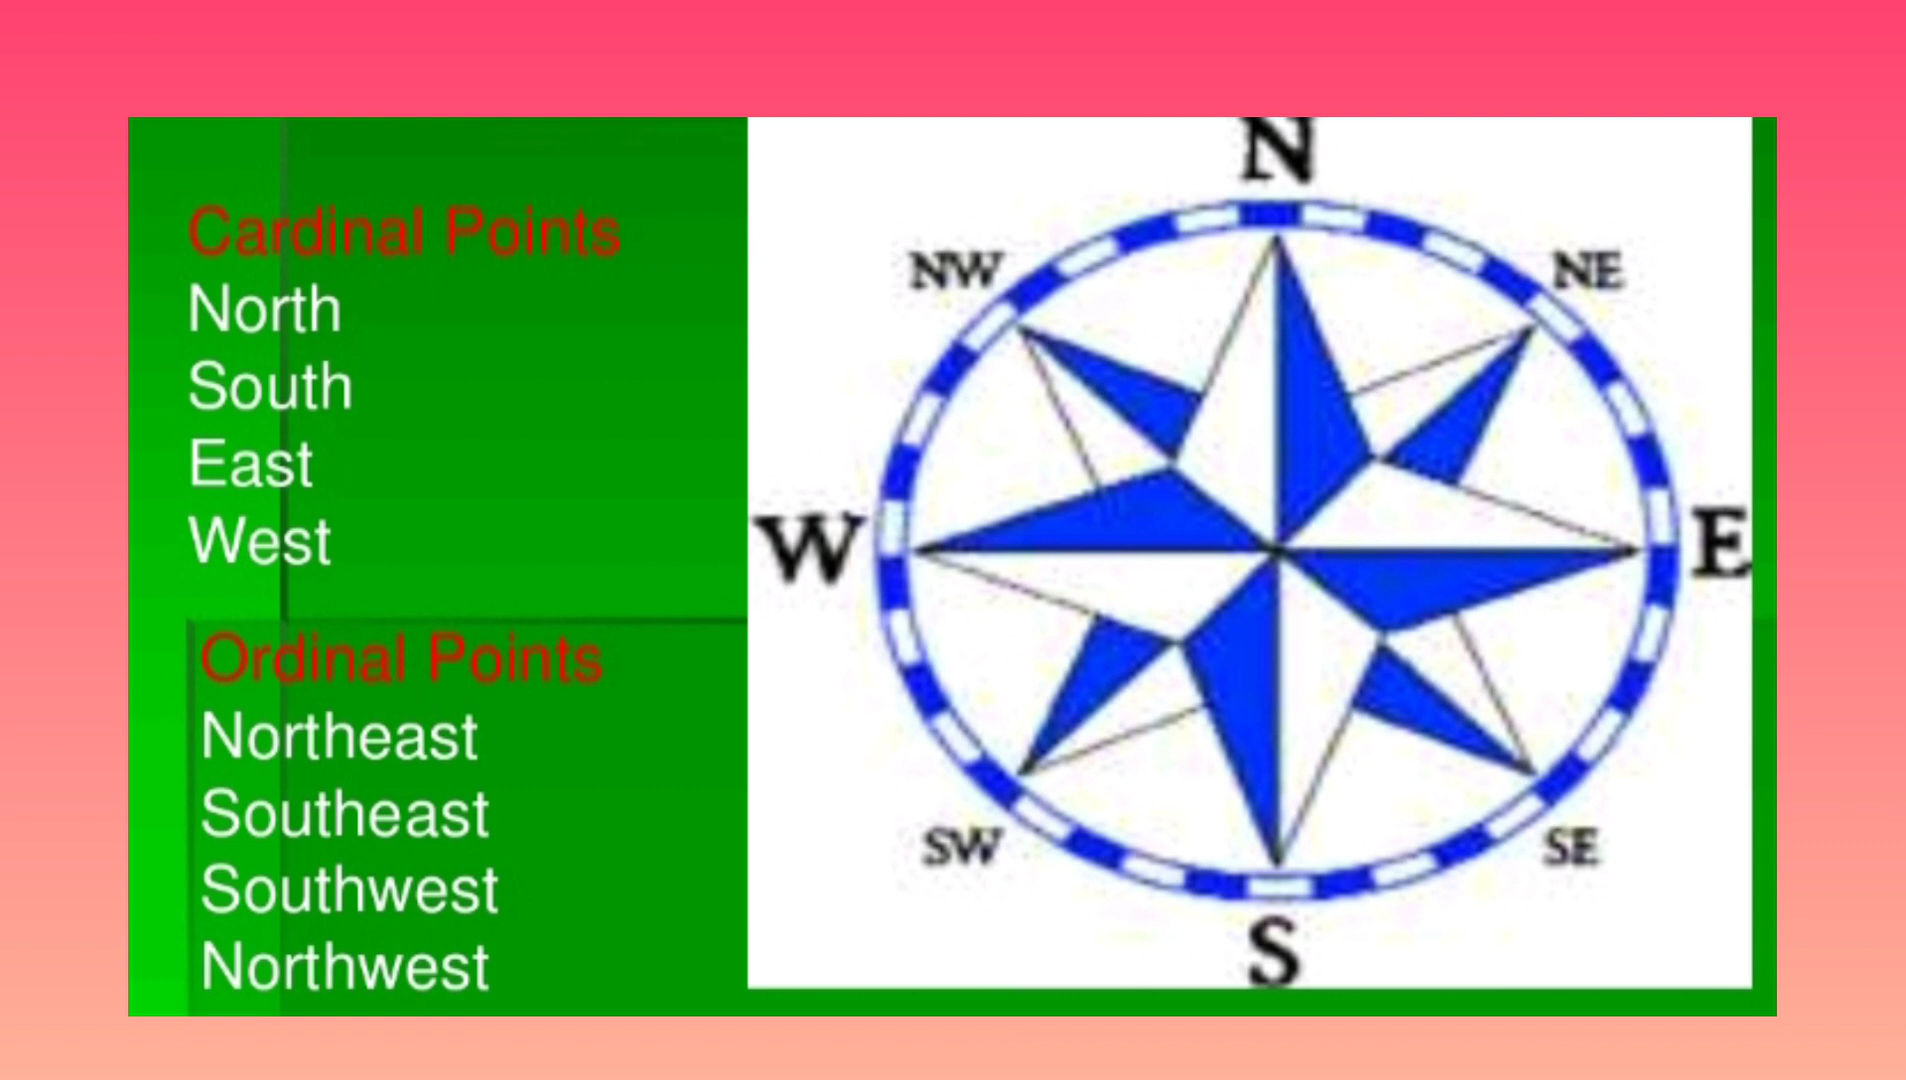 Cardinal Points
North
South
East
West
Ordinal Points
Northeast
Southeast
Southwest
Northwest
N
NW
NE
W
E
SW
SE
S